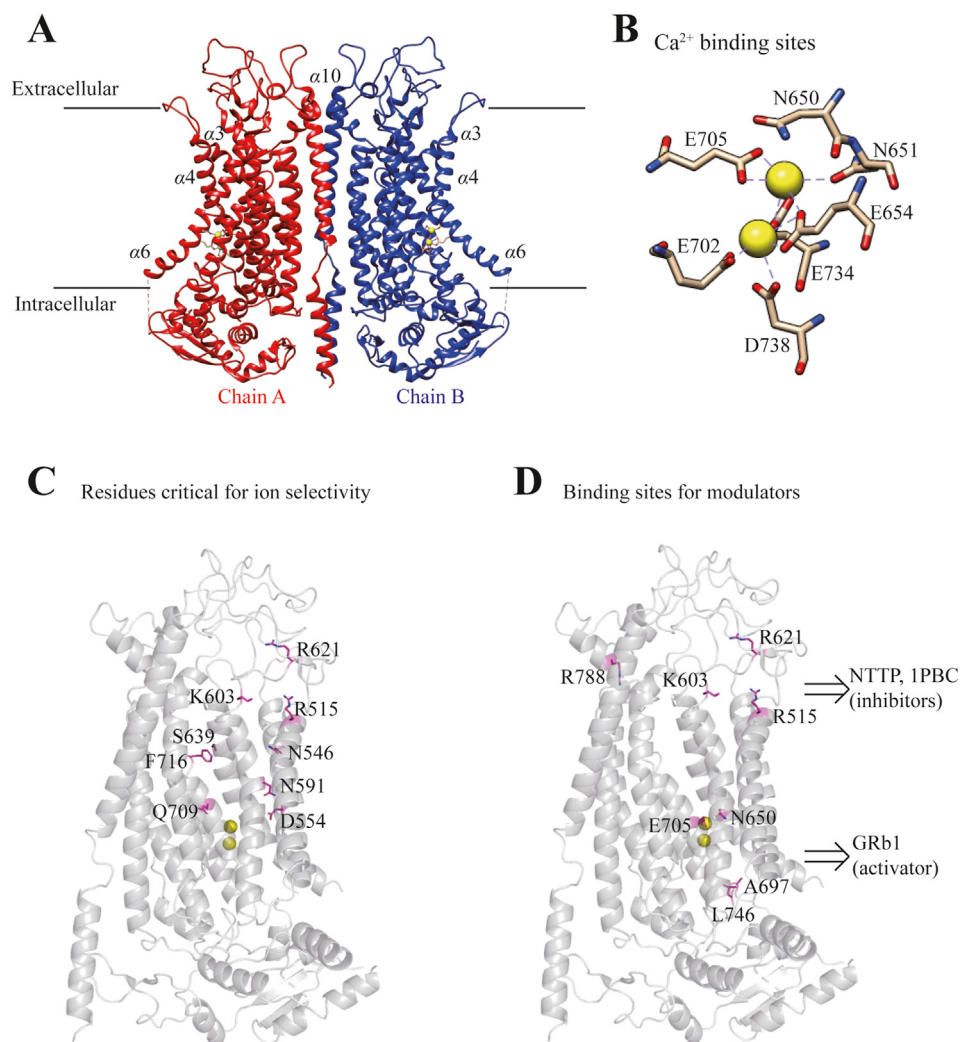 A
Extracellular
α10
α3
α3
α4
α4
α6
α6
Intracellular
Chain A
Chain B
B
Ca²⁺ binding sites
N650
E705
N651
E654
E702
E734
D738
C
Residues critical for ion selectivity
R621
K603
R515
S639
N546
F716
N591
Q709
D554
D
Binding sites for modulators
R621
R788
K603
NTTP, 1PBC
(inhibitors)
R515
E705
N650
GRb1
(activator)
A697
L746